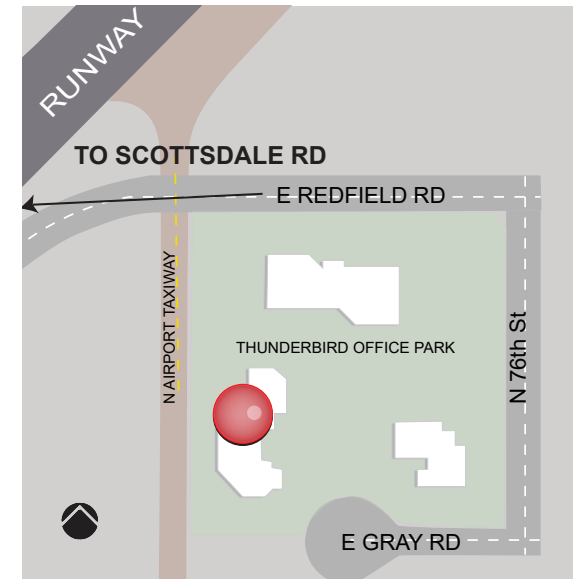 RUNWAY
TO SCOTTSDALE RD
E REDFIELD RD
N AIRPORT TAXIWAY
THUNDERBIRD OFFICE PARK
N 76th St
E GRAY RD